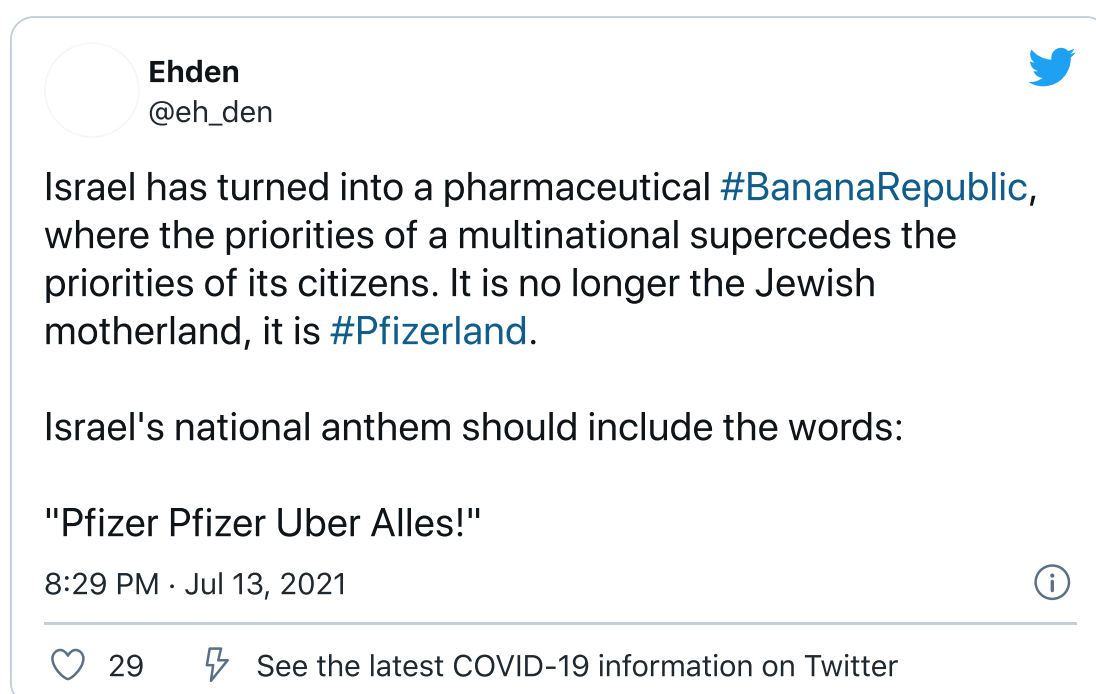 Ehden
@eh_den
Israel has turned into a pharmaceutical #BananaRepublic,
where the priorities of a multinational supercedes the
priorities of its citizens. It is no longer the Jewish
motherland, it is #Pfizerland.
Israel's national anthem should include the words:
"Pfizer Pfizer Uber Alles!"
8:29 PM · Jul 13, 2021
29 See the latest COVID-19 information on Twitter